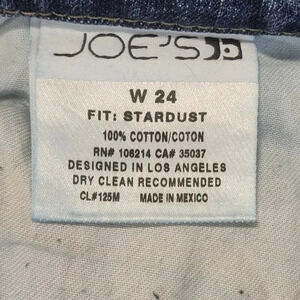 JOE'S
W 24
FIT: STARDUST
100% COTTON/COTON
RN# 106214 CA# 35037
DESIGNED IN LOS ANGELES
DRY CLEAN RECOMMENDED
CL#125M MADE IN MEXICO